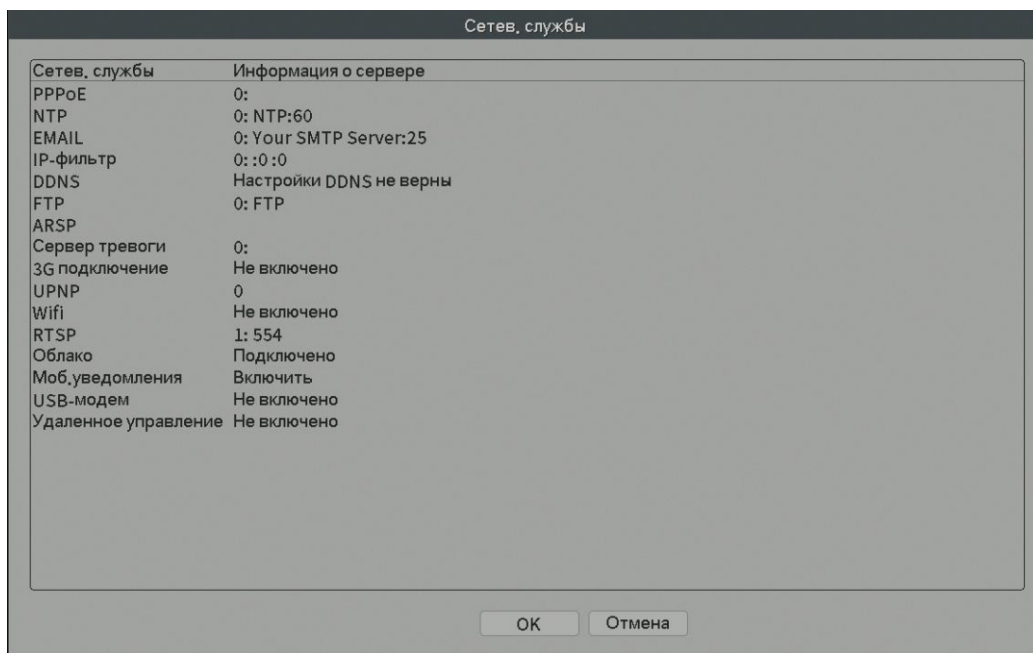 Сетев. службы
Сетев. службы Информация о сервере
PPPoE 0:
NTP 0: NTP:60
EMAIL 0: Your SMTP Server:25
IP-фильтр 0: :0 :0
DDNS Настройки DDNS не верны
FTP 0: FTP
ARSP
Сервер тревоги 0:
3G подключение Не включено
UPNP 0
Wifi Не включено
RTSP 1: 554
Облако Подключено
Моб.уведомления Включить
USB-модем Не включено
Удаленное управление Не включено
OK Отмена